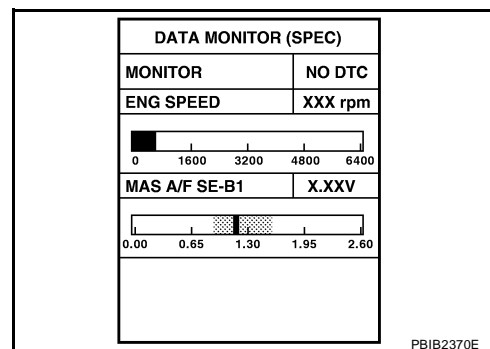 DATA MONITOR (SPEC)
MONITOR NO DTC
ENG SPEED XXX rpm
0 1600 3200 4800 6400
MAS A/F SE-B1 X.XXV
0.00 0.65 1.30 1.95 2.60
PBIB2370E